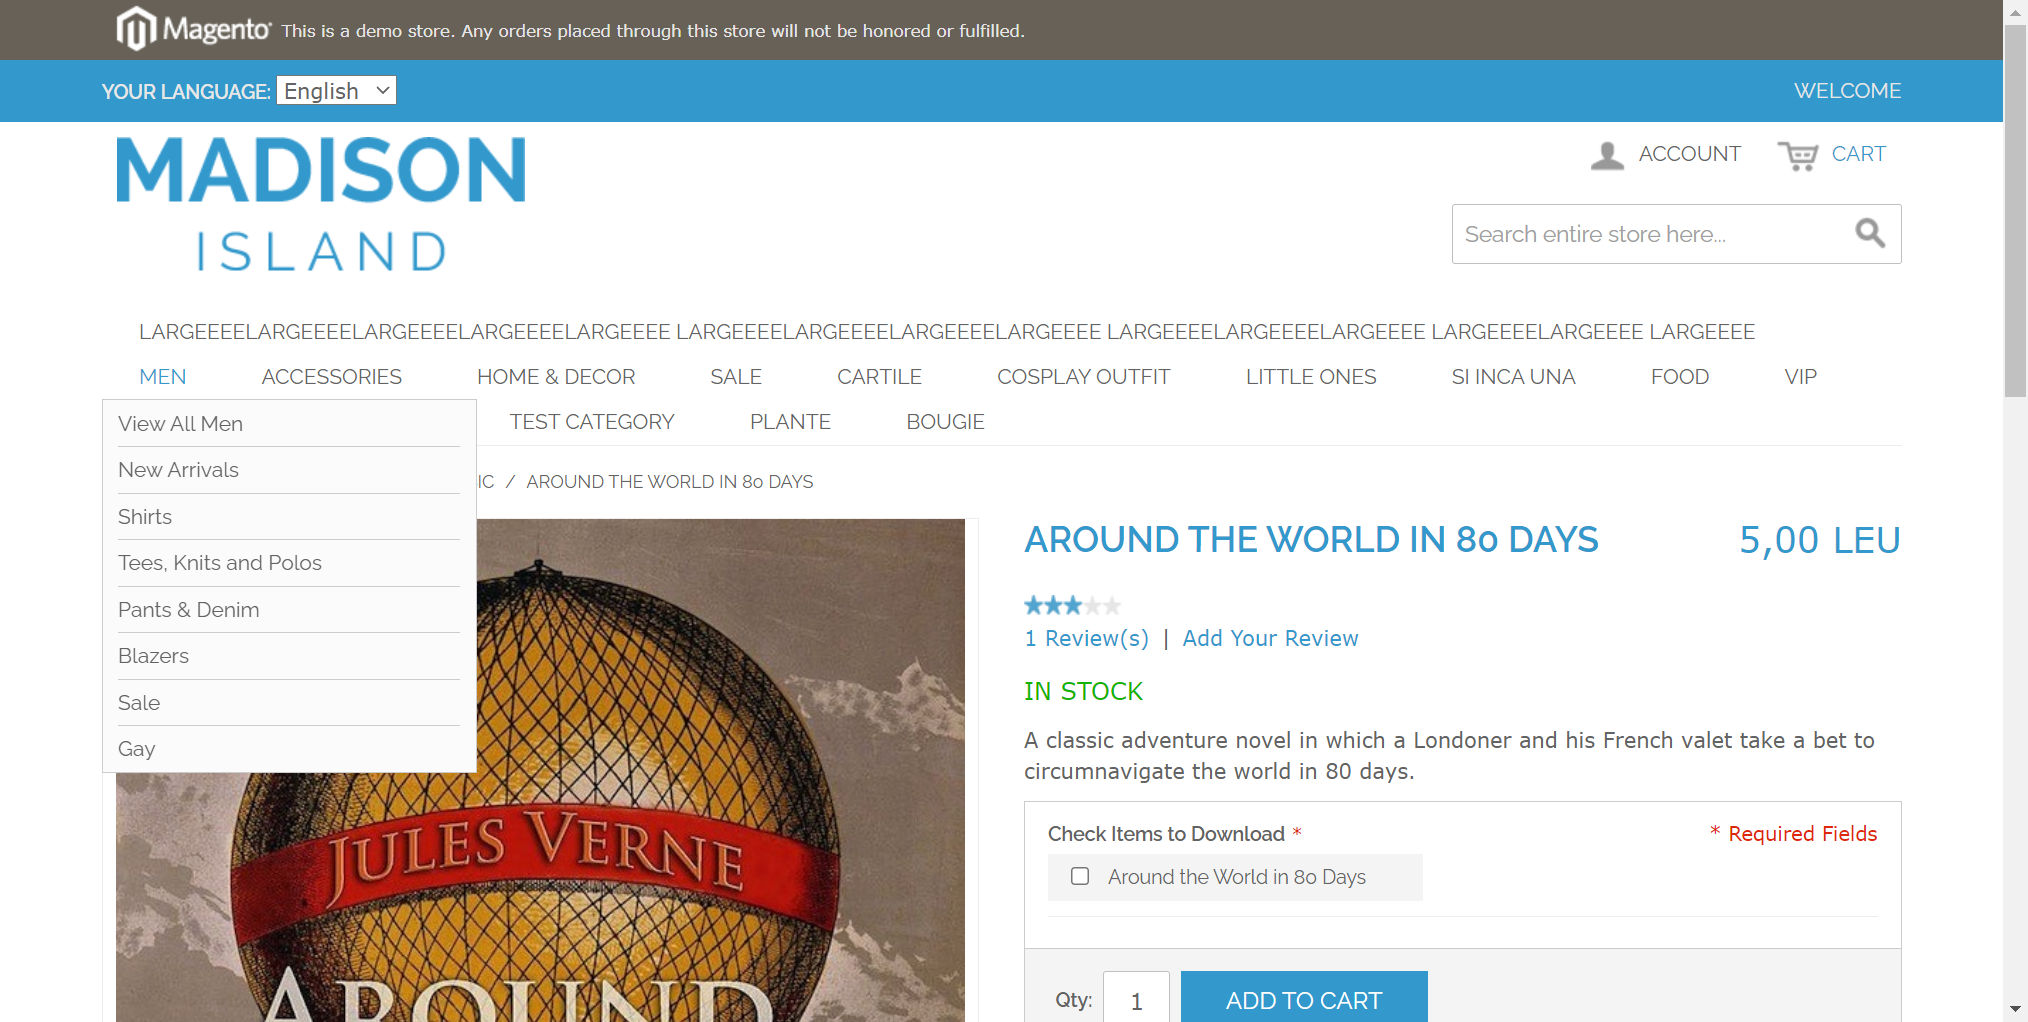 Magento® This is a demo store. Any orders placed through this store will not be honored or fulfilled.
YOUR LANGUAGE: English
WELCOME
MADISON
ISLAND
ACCOUNT
CART
Search entire store here...
LARGEEEELARGEEEELARGEEEELARGEEEELARGEEEE LARGEEEELARGEEEELARGEEEELARGEEEE LARGEEEELARGEEEELARGEEEE LARGEEEELARGEEEE LARGEEEE
MEN ACCESSORIES HOME & DECOR SALE CARTILE COSPLAY OUTFIT LITTLE ONES SI INCA UNA FOOD VIP
TEST CATEGORY PLANTE BOUGIE
View All Men
New Arrivals
Shirts
Tees, Knits and Polos
Pants & Denim
Blazers
Sale
Gay
IC / AROUND THE WORLD IN 80 DAYS
JULES VERNE
AROUND
AROUND THE WORLD IN 80 DAYS
5,00 LEU
1 Review(s) | Add Your Review
IN STOCK
A classic adventure novel in which a Londoner and his French valet take a bet to
circumnavigate the world in 80 days.
Check Items to Download *
* Required Fields
Around the World in 80 Days
Qty: 1 ADD TO CART